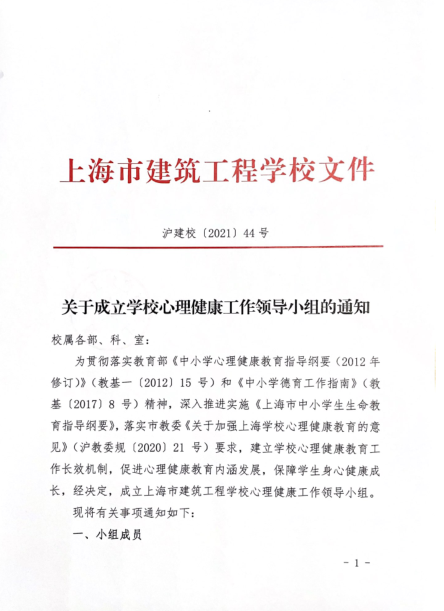 上海市建筑工程学校文件
沪建校〔2021〕44号
关于成立学校心理健康工作领导小组的通知
校属各部、科、室：
为贯彻落实教育部《中小学心理健康教育指导纲要（2012年
修订）》（教基一〔2012〕15 号）和《中小学德育工作指南》（教
基〔2017〕8 号）精神，深入推进实施《上海市中小学生生命教
育指导纲要》，落实市教委《关于加强上海学校心理健康教育的意
见》（沪教委规〔2020〕21 号）要求，建立学校心理健康教育工
作长效机制，促进心理健康教育内涵发展，保障学生身心健康成
长，经决定，成立上海市建筑工程学校心理健康工作领导小组。
现将有关事项通知如下：
一、小组成员
- 1 -